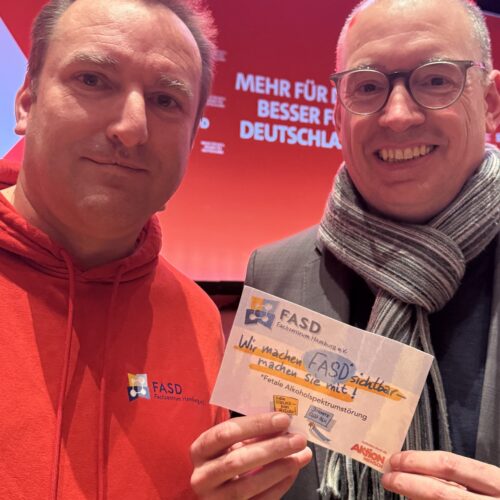 MEHR FÜR
BESSER FÜ
DEUTSCHLA
FASD
Fachzentrum Hamburg e.V.
FASD
Fachzentrum Hamburg e.V.
Wir machen FASD* sichtbar-
machen Sie mit!
*Fetale Alkoholspektrumstörung
AKTION